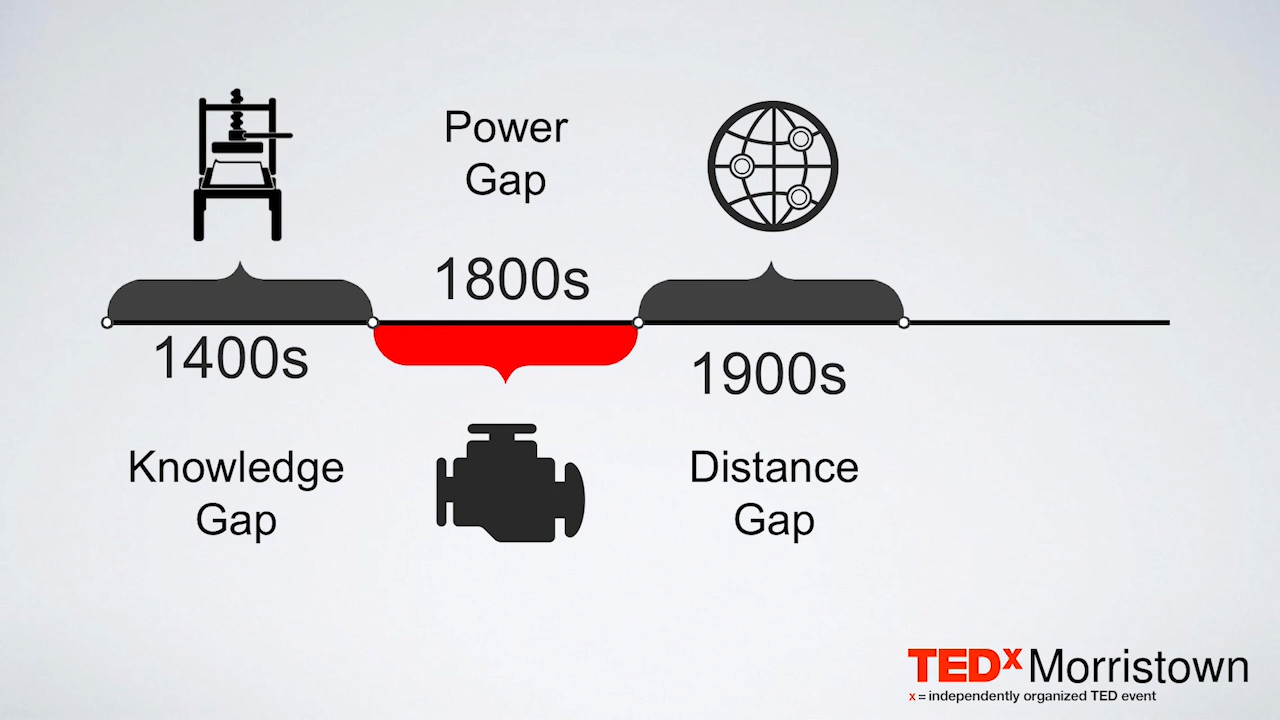 Power
Gap
1800s
1400s
1900s
Knowledge
Gap
Distance
Gap
TEDx Morristown
x = independently organized TED event